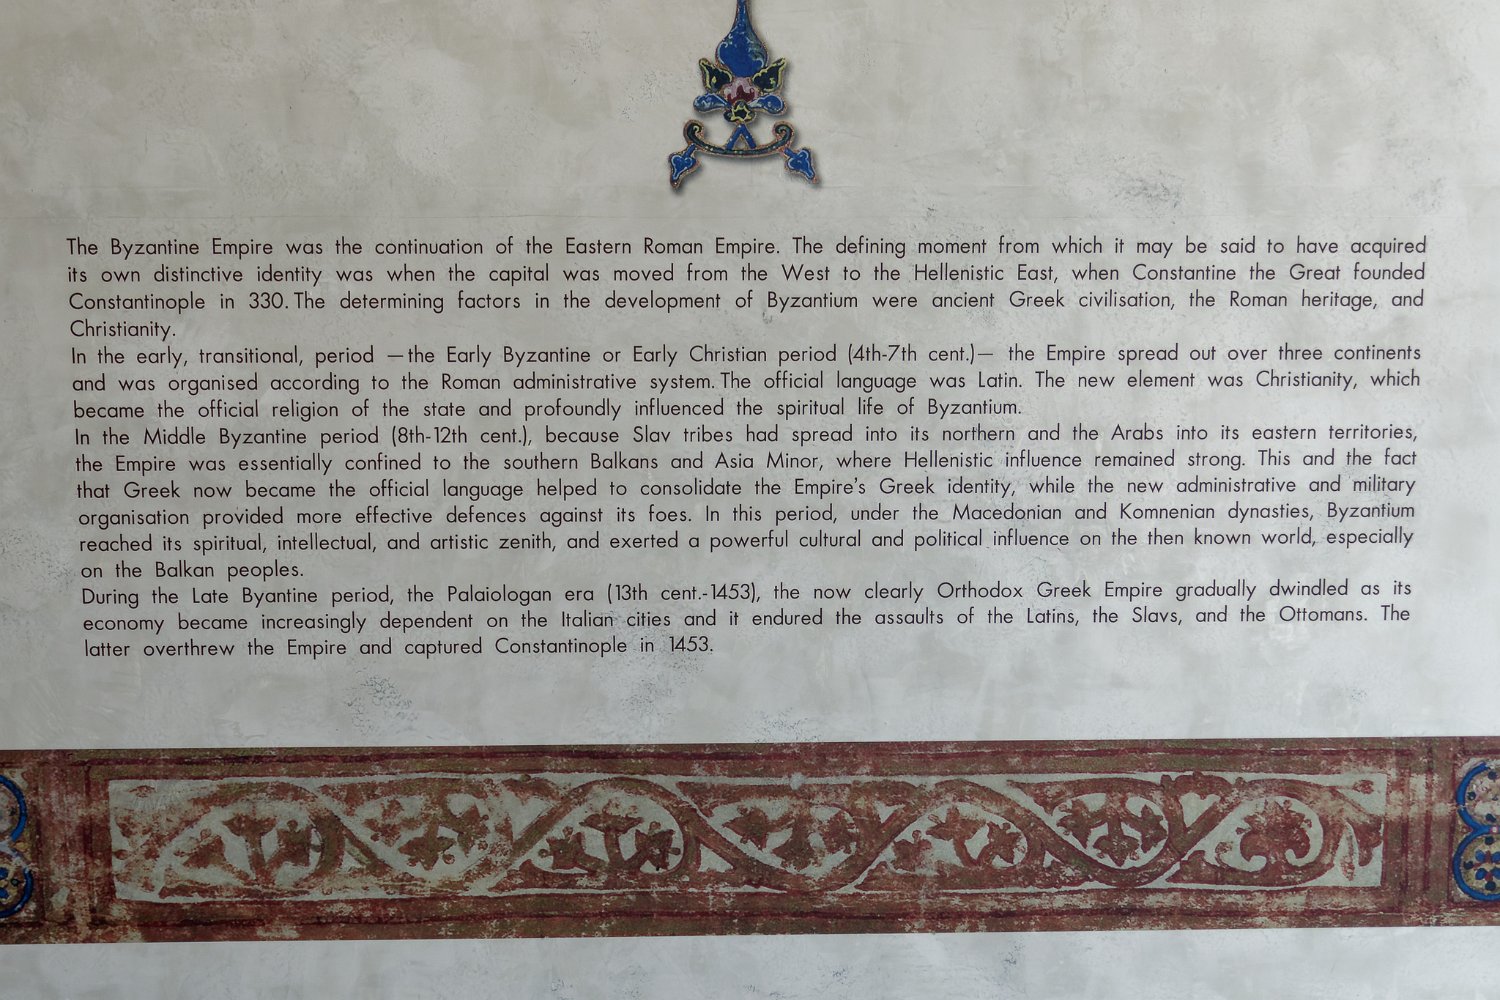 The Byzantine Empire was the continuation of the Eastern Roman Empire. The defining moment from which it may be said to have acquired
its own distinctive identity was when the capital was moved from the West to the Hellenistic East, when Constantine the Great founded
Constantinople in 330. The determining factors in the development of Byzantium were ancient Greek civilisation, the Roman heritage, and
Christianity.
In the early, transitional, period —the Early Byzantine or Early Christian period (4th-7th cent.)— the Empire spread out over three continents
and was organised according to the Roman administrative system. The official language was Latin. The new element was Christianity, which
became the official religion of the state and profoundly influenced the spiritual life of Byzantium.
In the Middle Byzantine period (8th-12th cent.), because Slav tribes had spread into its northern and the Arabs into its eastern territories,
the Empire was essentially confined to the southern Balkans and Asia Minor, where Hellenistic influence remained strong. This and the fact
that Greek now became the official language helped to consolidate the Empire's Greek identity, while the new administrative and military
organisation provided more effective defences against its foes. In this period, under the Macedonian and Komnenian dynasties, Byzantium
reached its spiritual, intellectual, and artistic zenith, and exerted a powerful cultural and political influence on the then known world, especially
on the Balkan peoples.
During the Late Byantine period, the Palaiologan era (13th cent.-1453), the now clearly Orthodox Greek Empire gradually dwindled as its
economy became increasingly dependent on the Italian cities and it endured the assaults of the Latins, the Slavs, and the Ottomans. The
latter overthrew the Empire and captured Constantinople in 1453.